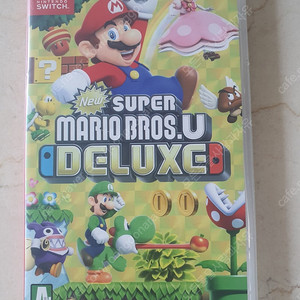 NINTENDO
SWITCH
New
SUPER
MARIO BROS.U
DELUXE
A